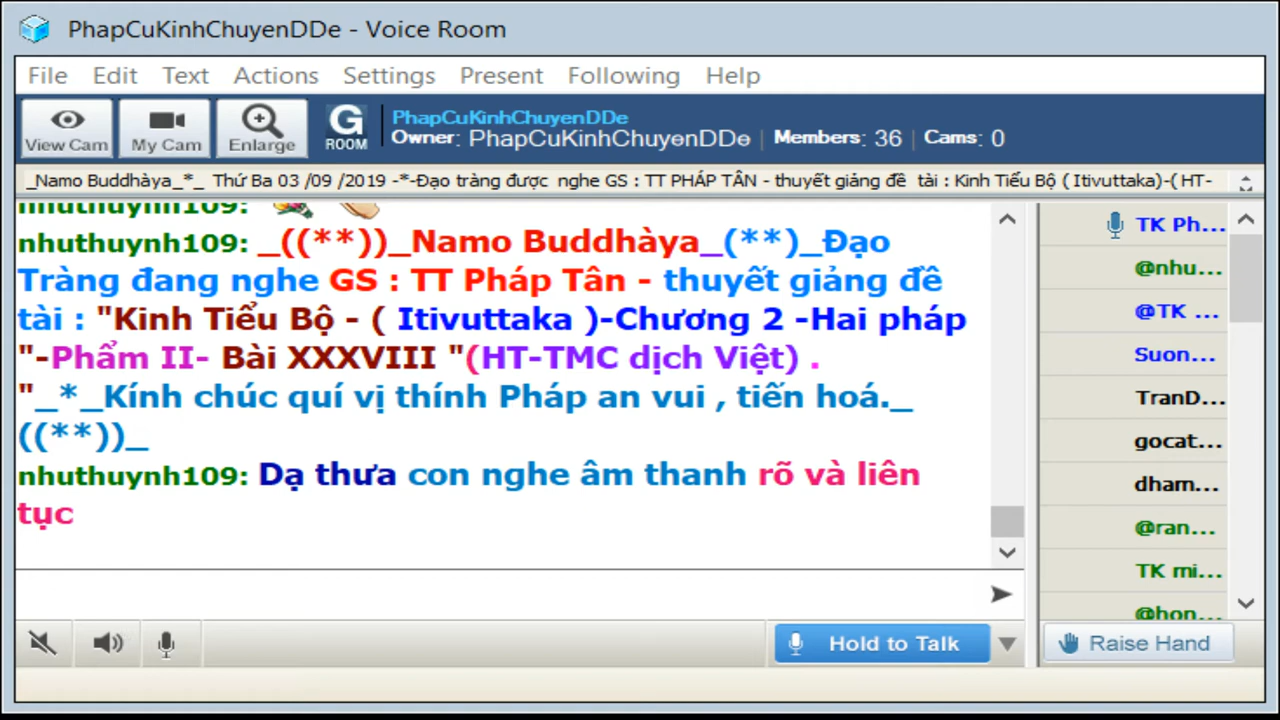 PhapCuKinhChuyenDDe - Voice Room
File Edit Text Actions Settings Present Following Help
View Cam My Cam Enlarge
G ROOM
PhapCuKinhChuyenDDe
Owner: PhapCuKinhChuyenDDe | Members: 36 | Cams: 0
_Namo Buddhàya_*_ Thứ Ba 03 /09 /2019 -*-Đạo tràng được nghe GS : TT PHÁP TÂN - thuyết giảng đề tài : Kinh Tiểu Bộ ( Itivuttaka)-( HT-
nhuthuynh109:
nhuthuynh109: _((**))_Namo Buddhàya_(**)_Đạo
Tràng đang nghe GS : TT Pháp Tân - thuyết giảng đề
tài : "Kinh Tiểu Bộ - ( Itivuttaka )-Chương 2 -Hai pháp
"-Phẩm II- Bài XXXVIII "(HT-TMC dịch Việt) .
"_*_Kính chúc quí vị thính Pháp an vui , tiến hoá._
((**))_
nhuthuynh109: Dạ thưa con nghe âm thanh rõ và liên
tục
TK Ph...
@nhu...
@TK ...
Suon...
TranD...
gocat...
dham...
@ran...
TK mi...
@hon...
Hold to Talk
Raise Hand